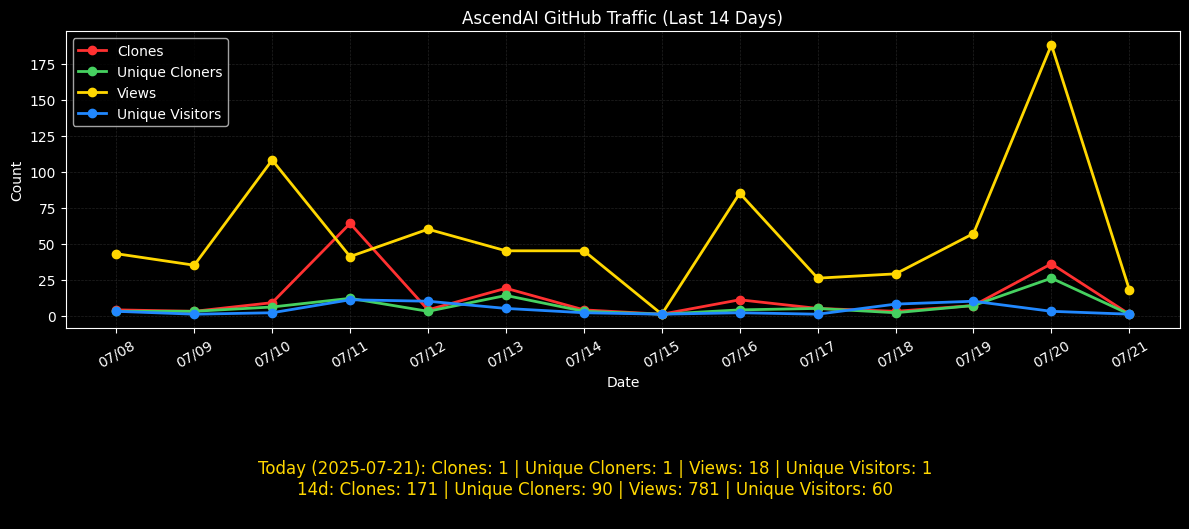 AscendAI GitHub Traffic (Last 14 Days)
Clones
Unique Cloners
Views
Unique Visitors
Count
175
150
125
100
75
50
25
0
07/08
07/09
07/10
07/11
07/12
07/13
07/14
07/15
07/16
07/17
07/18
07/19
07/20
07/21
Date
Today (2025-07-21): Clones: 1 | Unique Cloners: 1 | Views: 18 | Unique Visitors: 1
14d: Clones: 171 | Unique Cloners: 90 | Views: 781 | Unique Visitors: 60